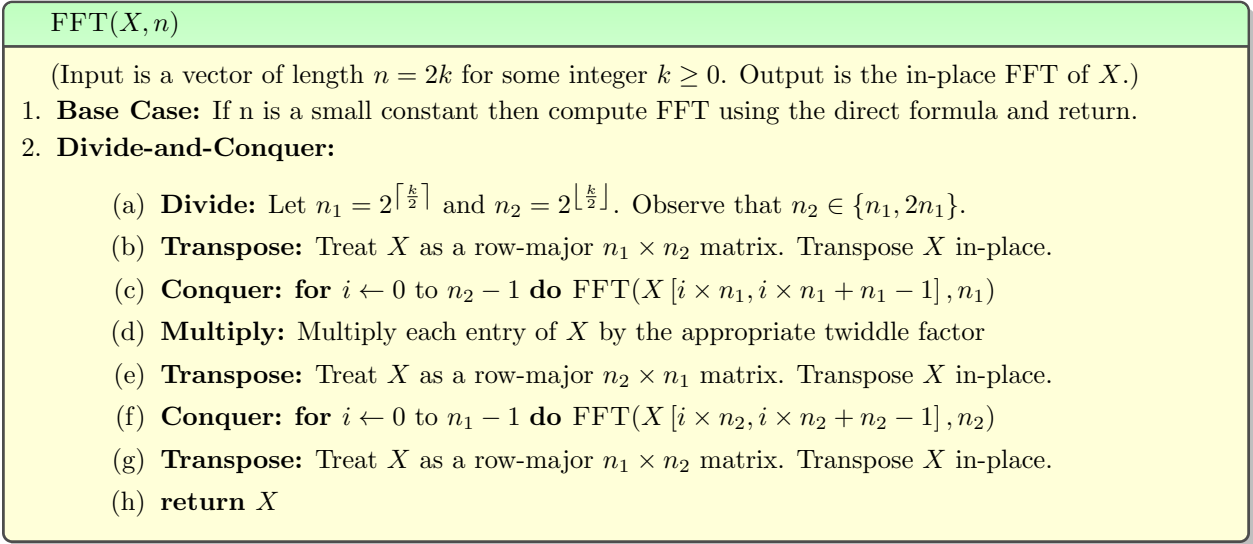 FFT(X, n)
(Input is a vector of length n = 2k for some integer k ≥ 0. Output is the in-place FFT of X.)
1. Base Case: If n is a small constant then compute FFT using the direct formula and return.
2. Divide-and-Conquer:
(a) Divide: Let n₁ = 2^⌈k/2⌉ and n₂ = 2^⌊k/2⌋. Observe that n₂ ∈ {n₁, 2n₁}.
(b) Transpose: Treat X as a row-major n₁ × n₂ matrix. Transpose X in-place.
(c) Conquer: for i ← 0 to n₂ − 1 do FFT(X [i × n₁, i × n₁ + n₁ − 1] , n₁)
(d) Multiply: Multiply each entry of X by the appropriate twiddle factor
(e) Transpose: Treat X as a row-major n₂ × n₁ matrix. Transpose X in-place.
(f) Conquer: for i ← 0 to n₁ − 1 do FFT(X [i × n₂, i × n₂ + n₂ − 1] , n₂)
(g) Transpose: Treat X as a row-major n₁ × n₂ matrix. Transpose X in-place.
(h) return X